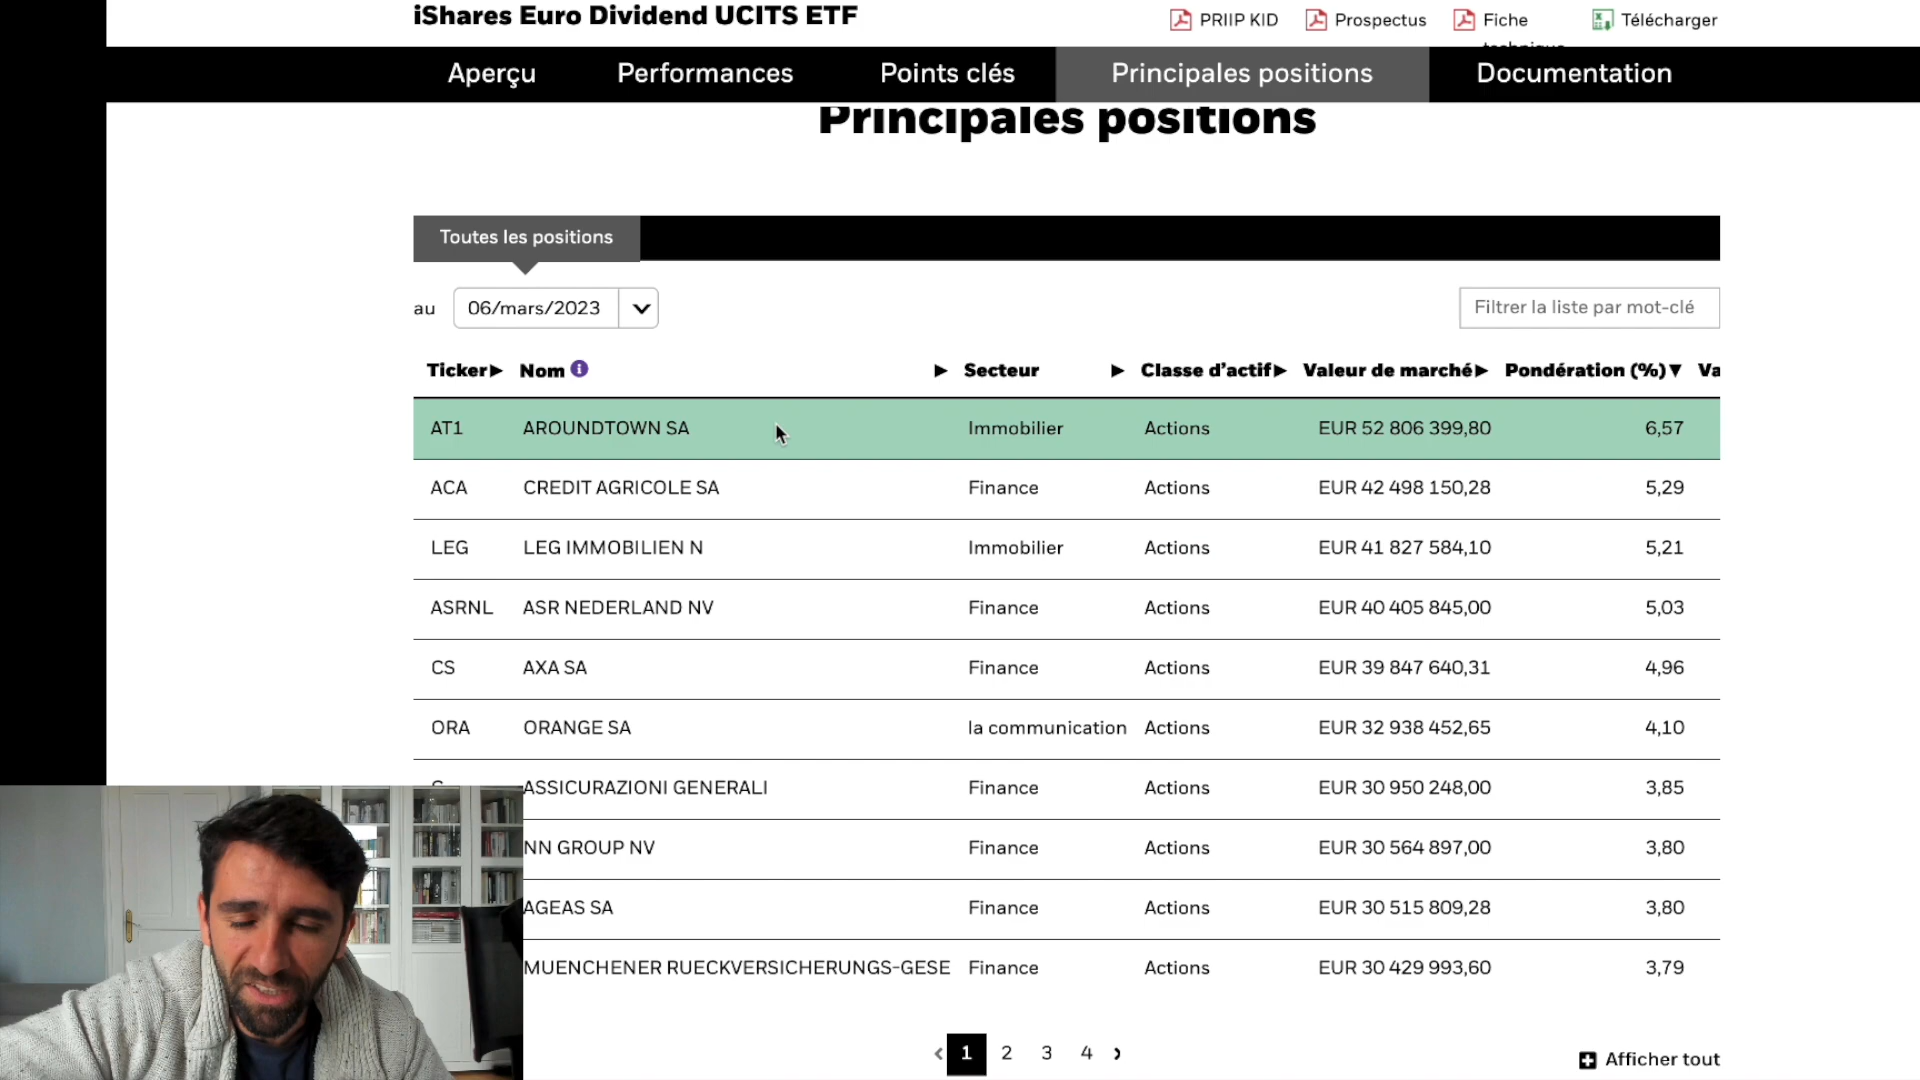 iShares Euro Dividend UCITS ETF
PRIIP KID
Prospectus
Fiche
Télécharger
Aperçu
Performances
Points clés
Principales positions
Documentation
Principales positions
Toutes les positions
au 06/mars/2023
Filtrer la liste par mot-clé
Ticker▶ Nom ▶ Secteur ▶ Classe d'actif▶ Valeur de marché▶ Pondération (%)▼ Va
AT1 AROUNDTOWN SA Immobilier Actions EUR 52 806 399,80 6,57
ACA CREDIT AGRICOLE SA Finance Actions EUR 42 498 150,28 5,29
LEG LEG IMMOBILIEN N Immobilier Actions EUR 41 827 584,10 5,21
ASRNL ASR NEDERLAND NV Finance Actions EUR 40 405 845,00 5,03
CS AXA SA Finance Actions EUR 39 847 640,31 4,96
ORA ORANGE SA la communication Actions EUR 32 938 452,65 4,10
ASSICURAZIONI GENERALI Finance Actions EUR 30 950 248,00 3,85
NN GROUP NV Finance Actions EUR 30 564 897,00 3,80
AGEAS SA Finance Actions EUR 30 515 809,28 3,80
MUENCHENER RUECKVERSICHERUNGS-GESE Finance Actions EUR 30 429 993,60 3,79
‹ 1 2 3 4 ›
Afficher tout